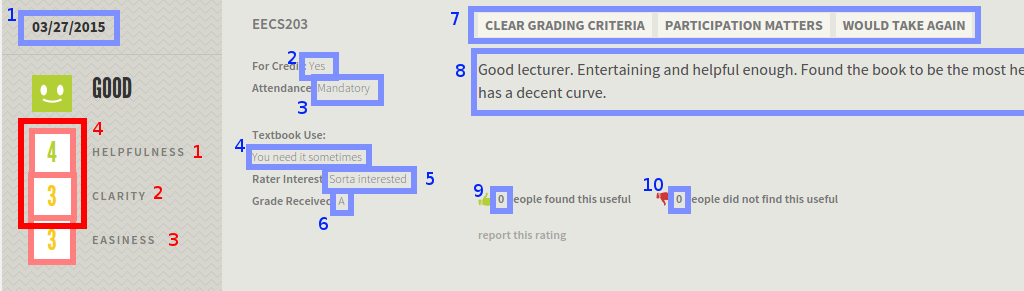 1
03/27/2015
GOOD
4
4
HELPFULNESS 1
3
CLARITY 2
3
EASINESS 3
EECS203
2
For Credit: Yes
Attendance: Mandatory
3
Textbook Use:
4
You need it sometimes
Rater Interest: Sorta interested 5
Grade Received: A
6
7
CLEAR GRADING CRITERIA PARTICIPATION MATTERS WOULD TAKE AGAIN
8
Good lecturer. Entertaining and helpful enough. Found the book to be the most he
has a decent curve.
9 10
0 eople found this useful 0 eople did not find this useful
report this rating